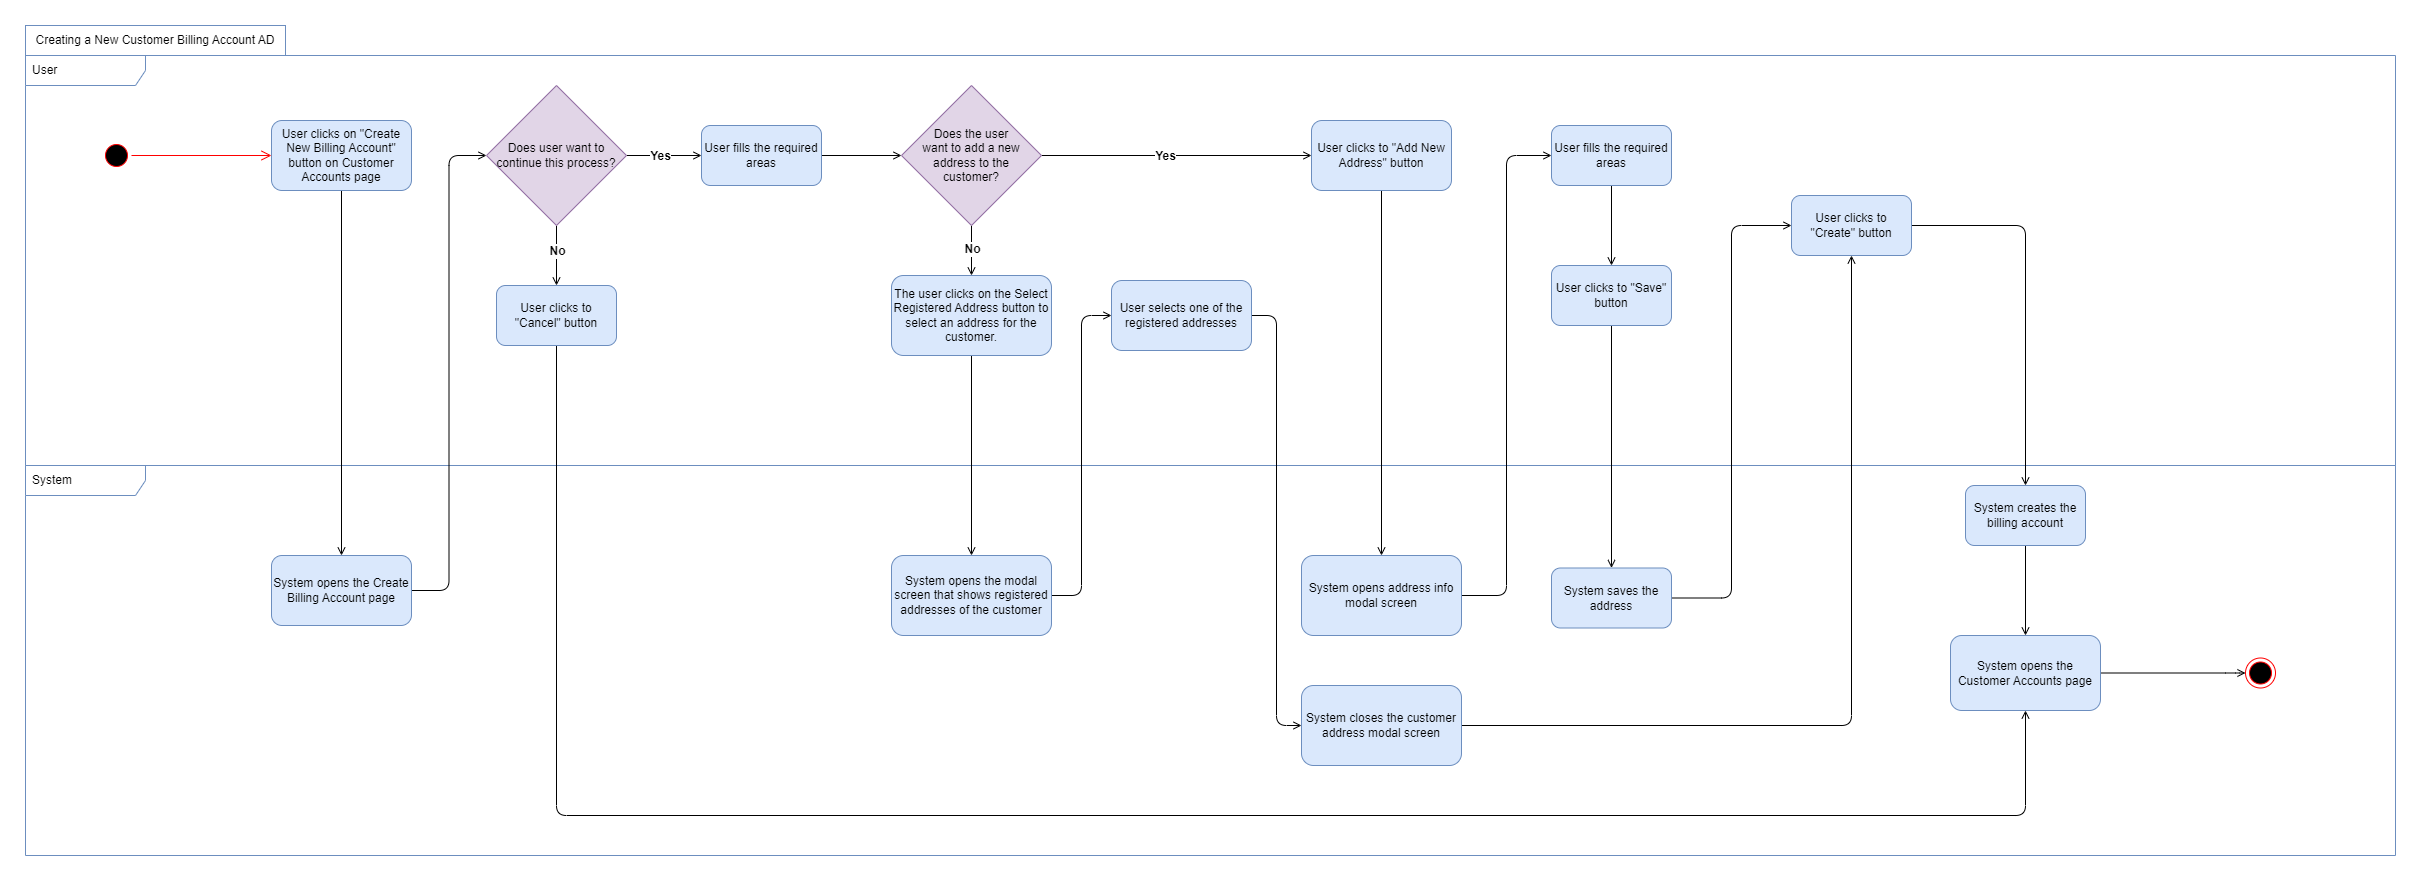 Creating a New Customer Billing Account AD
User
User clicks on "Create
New Billing Account"
button on Customer
Accounts page
Does user want to
continue this process?
Yes
User fills the required
areas
Does the user
want to add a new
address to the
customer?
Yes
User clicks to "Add New
Address" button
User fills the required
areas
User clicks to
"Create" button
No
User clicks to
"Cancel" button
No
The user clicks on the Select
Registered Address button to
select an address for the
customer.
User selects one of the
registered addresses
User clicks to "Save"
button
System
System opens the Create
Billing Account page
System opens the modal
screen that shows registered
addresses of the customer
System opens address info
modal screen
System saves the
address
System creates the
billing account
System closes the customer
address modal screen
System opens the
Customer Accounts page